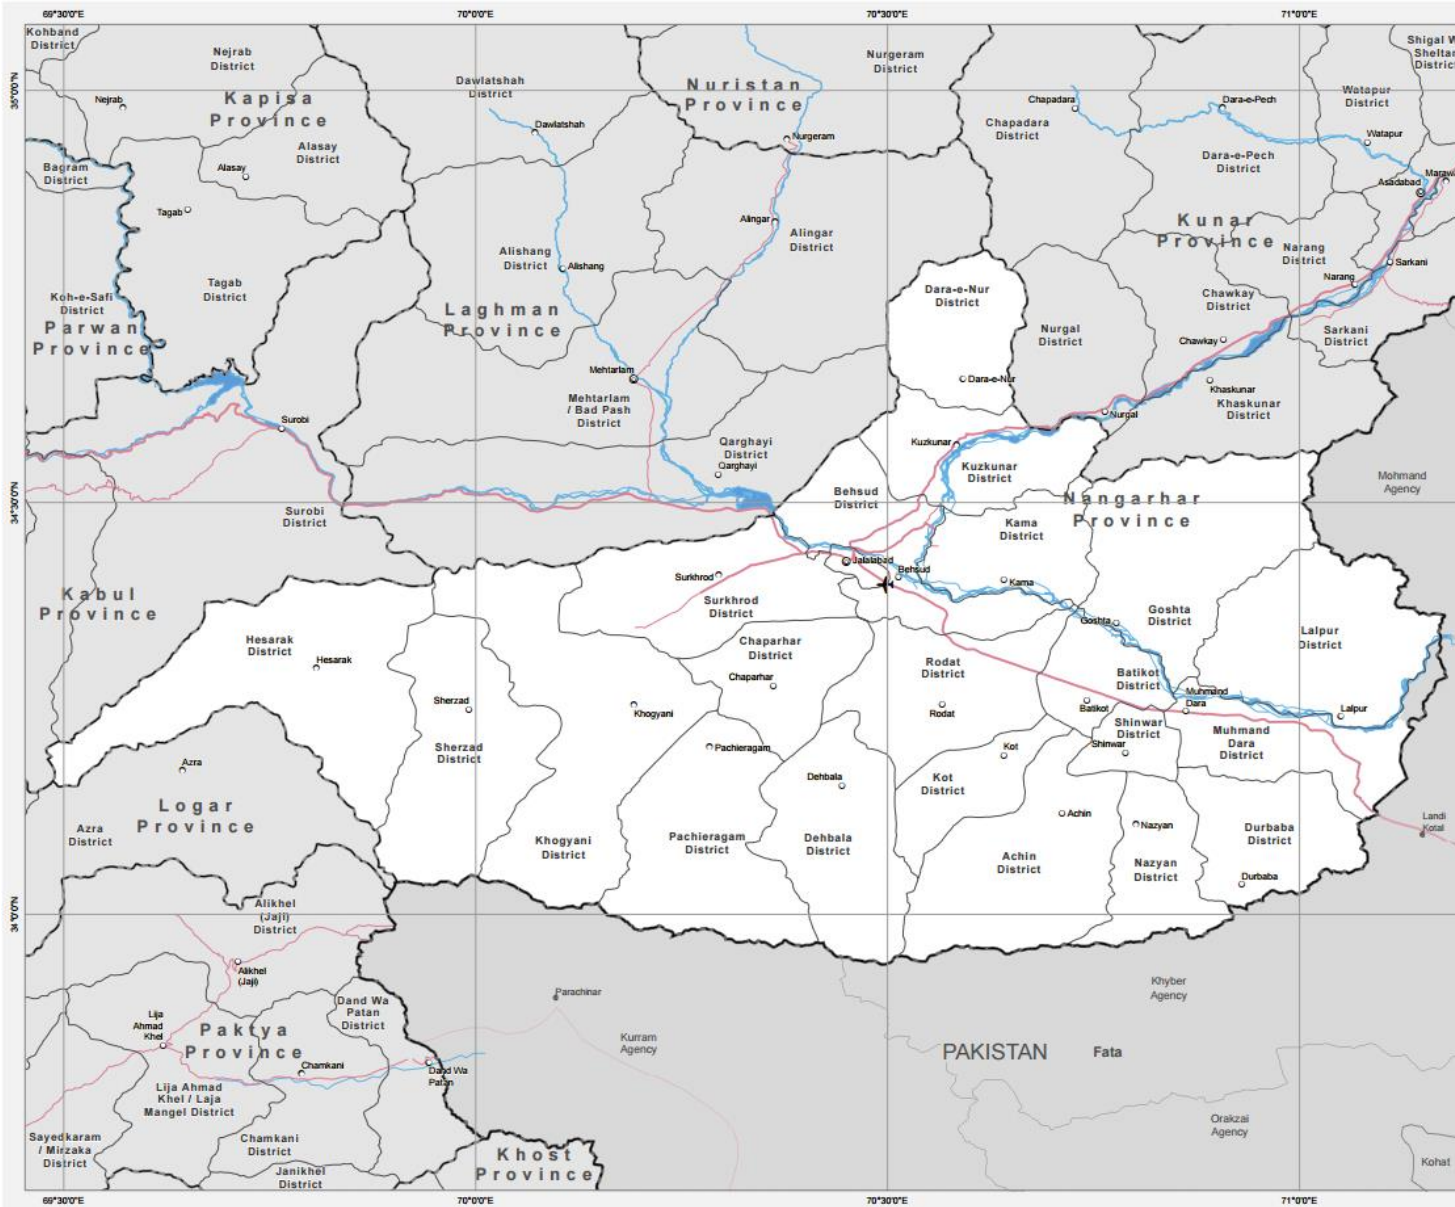 69°30'0"E
70°0'0"E
70°30'0"E
71°0'0"E
Kohband
District
Nejrab
District
Nejrab
Kapisa
Province
Alasay
District
Alasay
Bagram
District
Tagab
Tagab
District
Koh-e-Safi
District
Parwan
Province
Dawlatshah
District
Dawlatshah
Nuristan
Province
Nurgeram
District
Nurgeram
Alingar
Alingar
District
Alishang
District
Alishang
Laghman
Province
Mehtarlam
Mehtarlam
/ Bad Pash
District
Qarghayi
District
Qarghayi
Chapadara
Chapadara
District
Dara-e-Pech
Dara-e-Pech
District
Watapur
District
Watapur
Shigal W
Sheltan
District
Asadabad
Marawa
Kunar
Province
Narang
District
Narang
Sarkani
Sarkani
District
Chawkay
District
Chawkay
Khaskunar
Khaskunar
District
Nurgal
District
Nurgal
Dara-e-Nur
District
Dara-e-Nur
Kuzkunar
Kuzkunar
District
Behsud
District
Behsud
Jalalabad
Kama
District
Kama
Nangarhar
Province
Mohmand
Agency
Surobi
Surobi
District
Kabul
Province
Hesarak
District
Hesarak
Surkhrod
Surkhrod
District
Chaparhar
District
Chaparhar
Rodat
District
Rodat
Goshta
Goshta
District
Lalpur
District
Lalpur
Batikot
District
Batikot
Muhmand
Dara
Muhmand
Dara
District
Shinwar
District
Shinwar
Sherzad
Sherzad
District
Khogyani
Khogyani
District
Pachieragam
Pachieragam
District
Dehbala
Dehbala
District
Kot
Kot
District
Achin
Achin
District
Nazyan
Nazyan
District
Durbaba
District
Durbaba
Landi
Kotal
Azra
Logar
Province
Azra
District
Alikhel
(Jaji)
District
Alikhel
(Jaji)
Lija
Ahmad
Khel
Paktya
Province
Dand Wa
Patan
District
Dand Wa
Patan
Chamkani
Lija Ahmad
Khel / Laja
Mangel District
Chamkani
District
Sayedkaram
/ Mirzaka
District
Janikhel
District
Khost
Province
Parachinar
Kurram
Agency
Khyber
Agency
PAKISTAN
Fata
Orakzai
Agency
Kohat
35°0'0"N
35°0'0"N
34°30'0"N
34°0'0"N
69°30'0"E
70°0'0"E
70°30'0"E
71°0'0"E